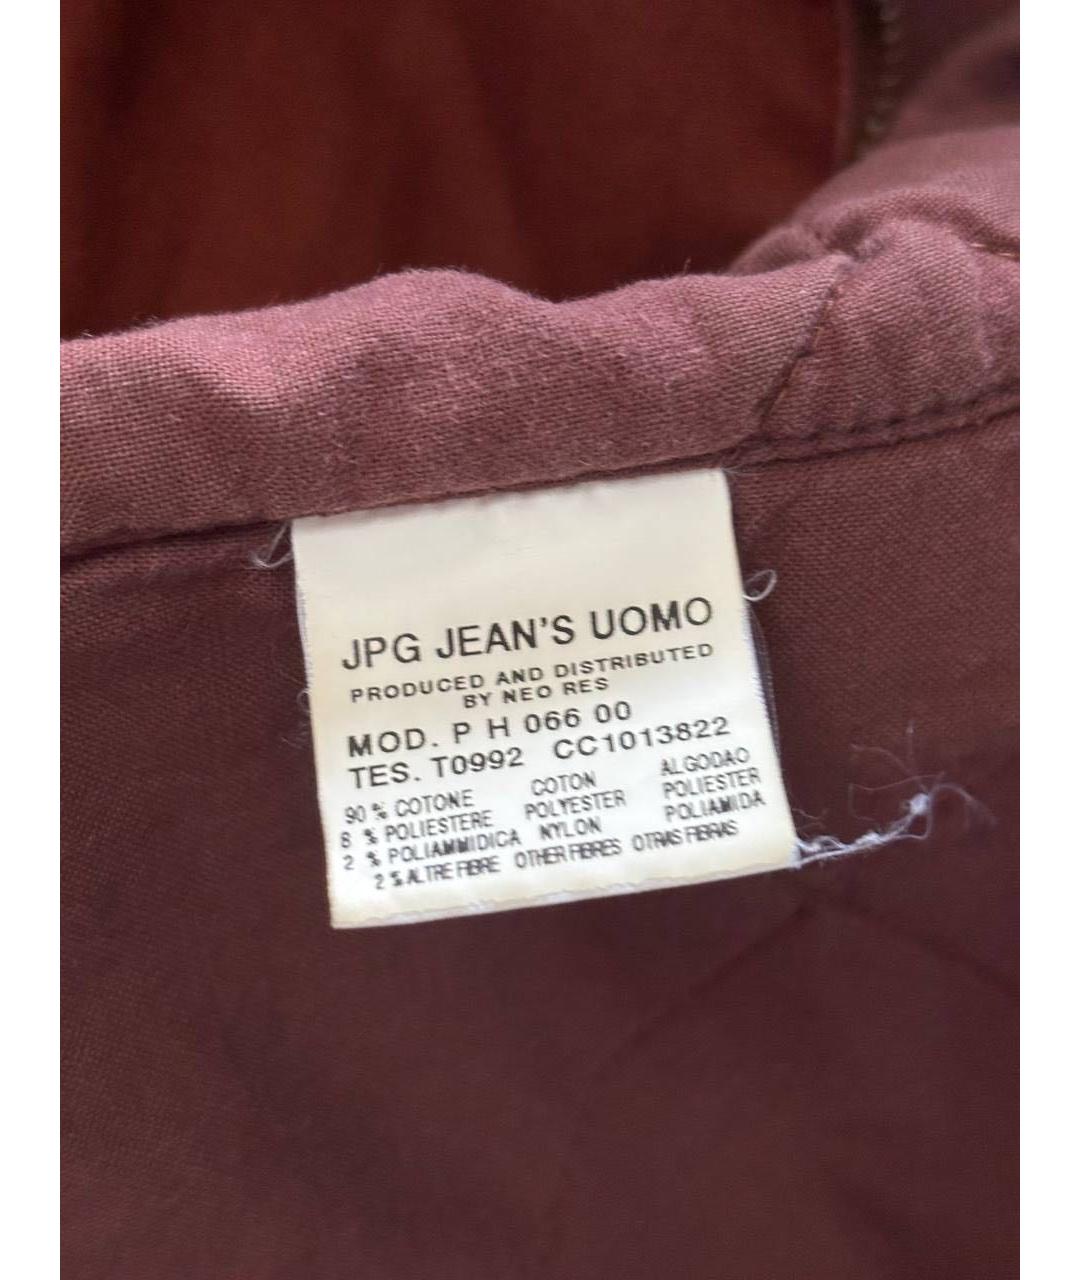 JPG JEAN'S UOMO
PRODUCED AND DISTRIBUTED
BY NEO RES
MOD. P H 066 00
TES. T0992 CC1013822
90 % COTONE COTON ALGODAO
8 % POLIESTERE POLYESTER POLIESTER
2 % POLIAMMIDICA NYLON POLIAMIDA
2 % ALTRE FIBRE OTHER FIBRES OTRAS FIBRAS